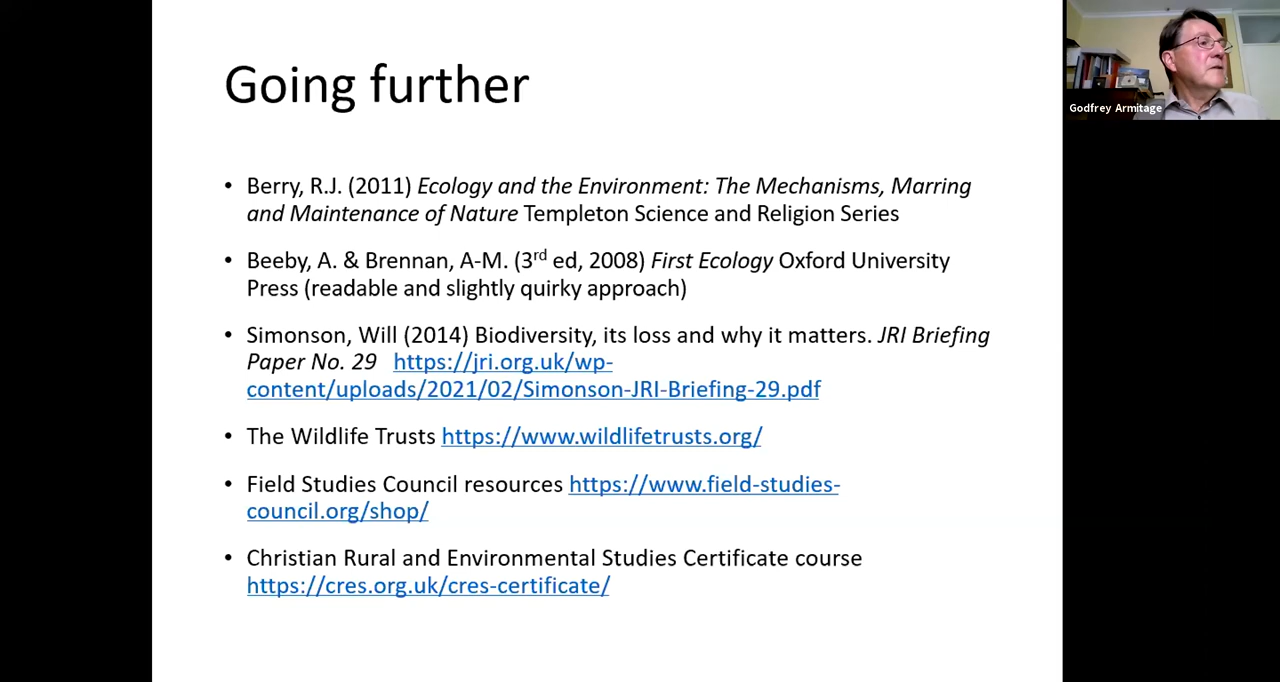 Going further
• Berry, R.J. (2011) Ecology and the Environment: The Mechanisms, Marring
and Maintenance of Nature Templeton Science and Religion Series
• Beeby, A. & Brennan, A-M. (3rd ed, 2008) First Ecology Oxford University
Press (readable and slightly quirky approach)
• Simonson, Will (2014) Biodiversity, its loss and why it matters. JRI Briefing
Paper No. 29 https://jri.org.uk/wp-
content/uploads/2021/02/Simonson-JRI-Briefing-29.pdf
• The Wildlife Trusts https://www.wildlifetrusts.org/
• Field Studies Council resources https://www.field-studies-
council.org/shop/
• Christian Rural and Environmental Studies Certificate course
https://cres.org.uk/cres-certificate/
Godfrey Armitage